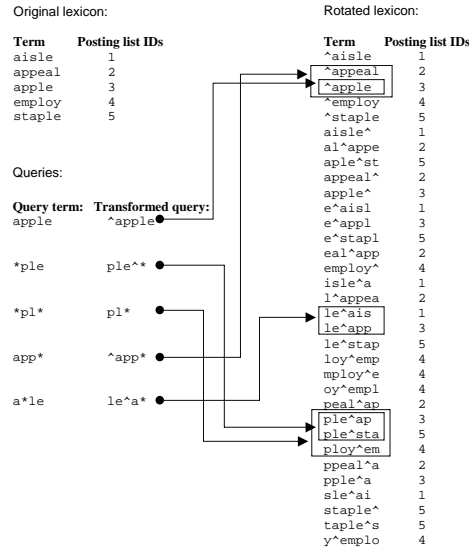 Original lexicon:
Term Posting list IDs
aisle 1
appeal 2
apple 3
employ 4
staple 5
Queries:
Query term: Transformed query:
apple ^apple
*ple ple^*
*pl* pl*
app* ^app*
a*le le^a*
Rotated lexicon:
Term Posting list IDs
^aisle 1
^appeal 2
^apple 3
^employ 4
^staple 5
aisle^ 1
al^appe 2
aple^st 5
appeal^ 2
apple^ 3
e^aisl 1
e^appl 3
e^stapl 5
eal^app 2
employ^ 4
isle^a 1
l^appea 2
le^ais 1
le^app 3
le^stap 5
loy^emp 4
mploy^e 4
oy^empl 4
peal^ap 2
ple^ap 3
ple^sta 5
ploy^em 4
ppeal^a 2
pple^a 3
sle^ai 1
staple^ 5
taple^s 5
y^emplo 4